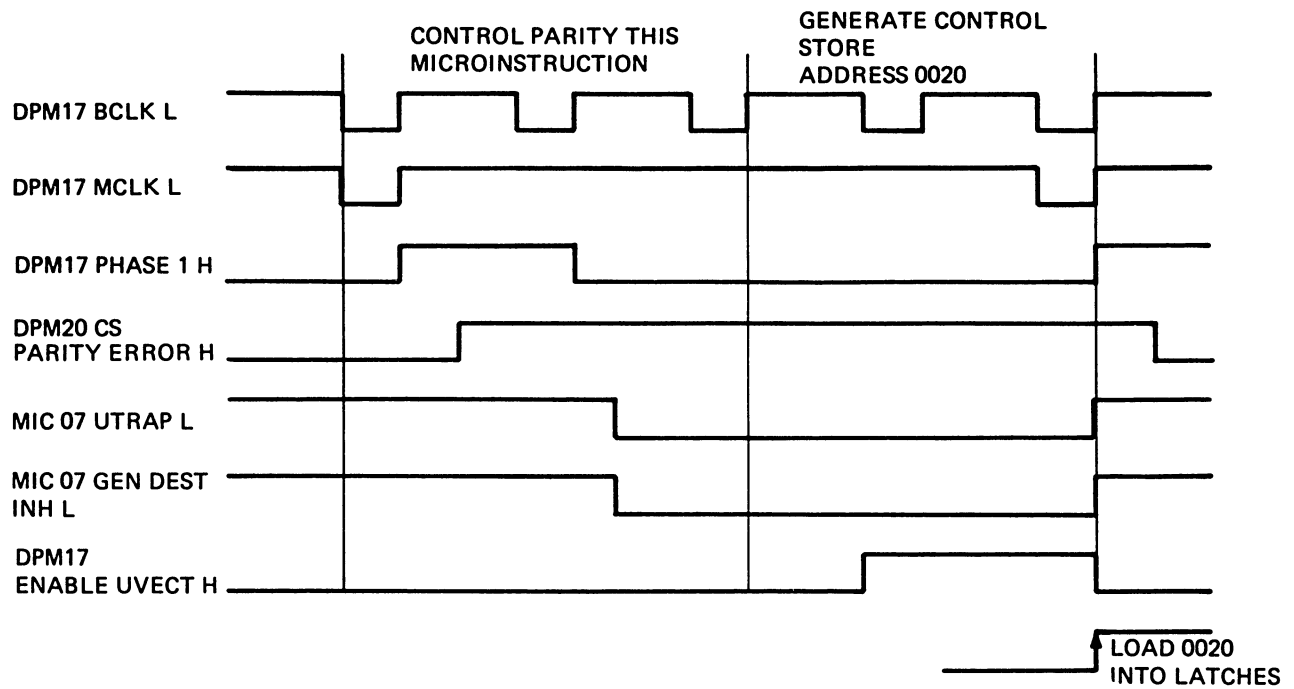 CONTROL PARITY THIS
MICROINSTRUCTION
GENERATE CONTROL
STORE
ADDRESS 0020
DPM17 BCLK L
DPM17 MCLK L
DPM17 PHASE 1 H
DPM20 CS
PARITY ERROR H
MIC 07 UTRAP L
MIC 07 GEN DEST
INH L
DPM17
ENABLE UVECT H
LOAD 0020
INTO LATCHES